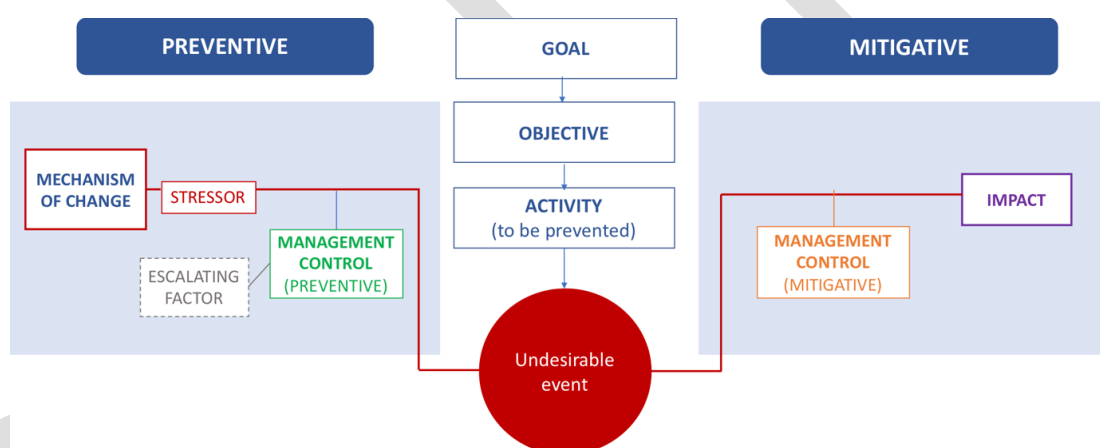 PREVENTIVE
GOAL
MITIGATIVE
OBJECTIVE
MECHANISM
OF CHANGE
STRESSOR
ACTIVITY
(to be prevented)
IMPACT
MANAGEMENT
CONTROL
(PREVENTIVE)
ESCALATING
FACTOR
MANAGEMENT
CONTROL
(MITIGATIVE)
Undesirable
event